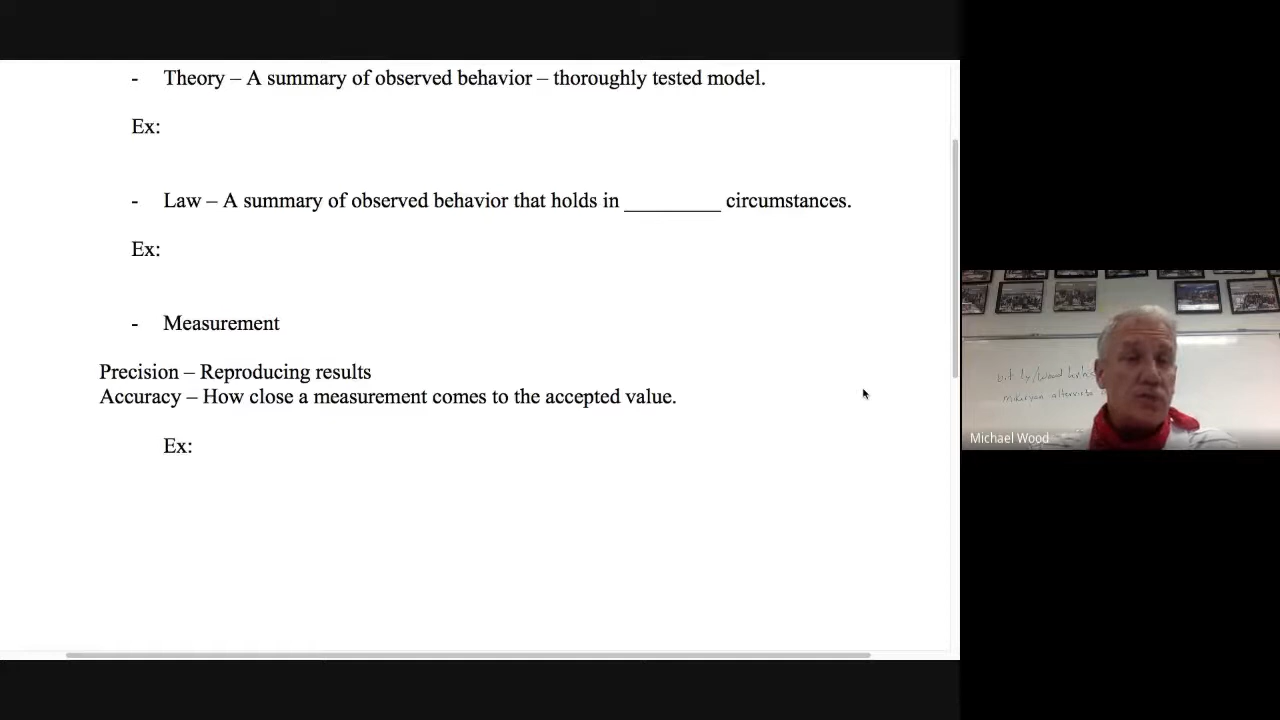 - Theory – A summary of observed behavior – thoroughly tested model.
Ex:
- Law – A summary of observed behavior that holds in _________ circumstances.
Ex:
- Measurement
Precision – Reproducing results
Accuracy – How close a measurement comes to the accepted value.
Ex:
Michael Wood